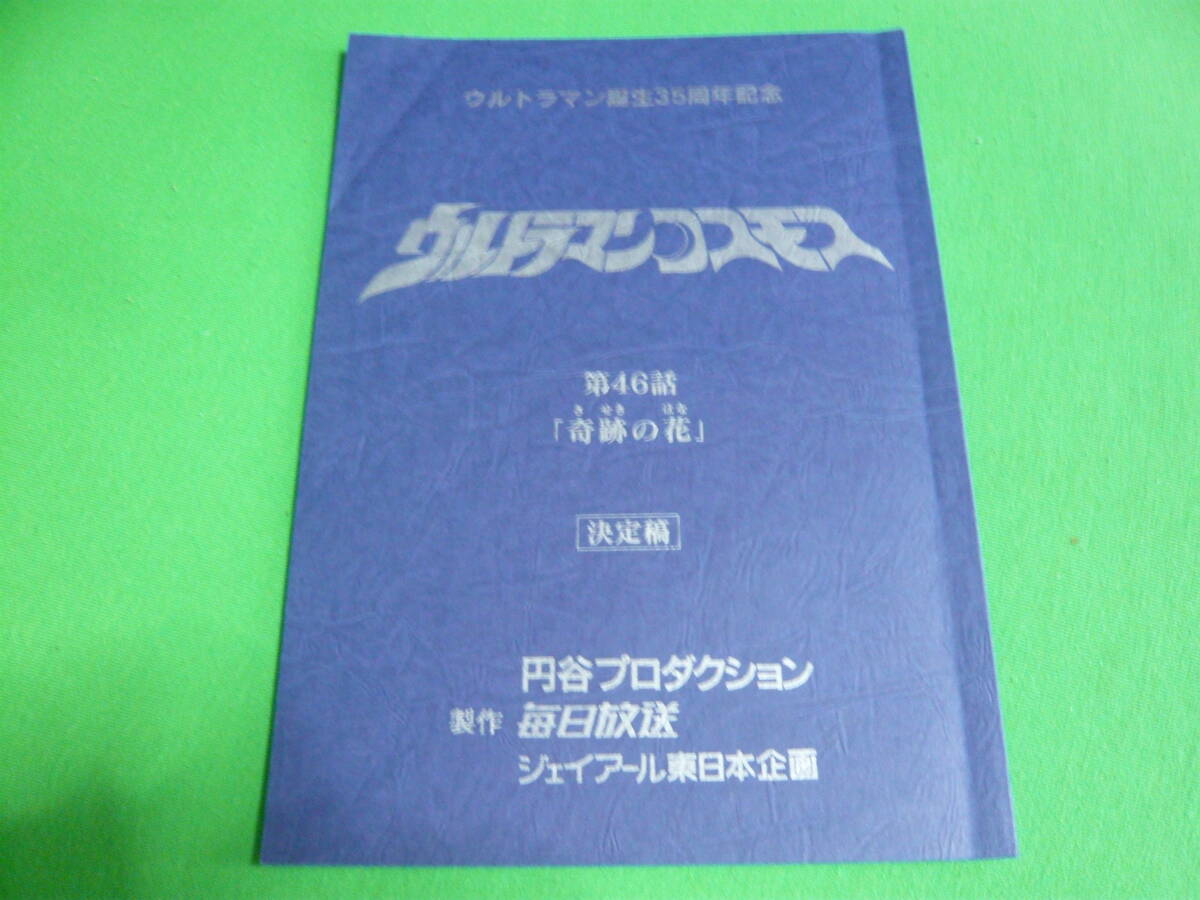 ウルトラマン誕生35周年記念
ウルトラマンコスモス
第46話
きせき はな
「奇跡の花」
決定稿
円谷プロダクション
製作 毎日放送
ジェイアール東日本企画